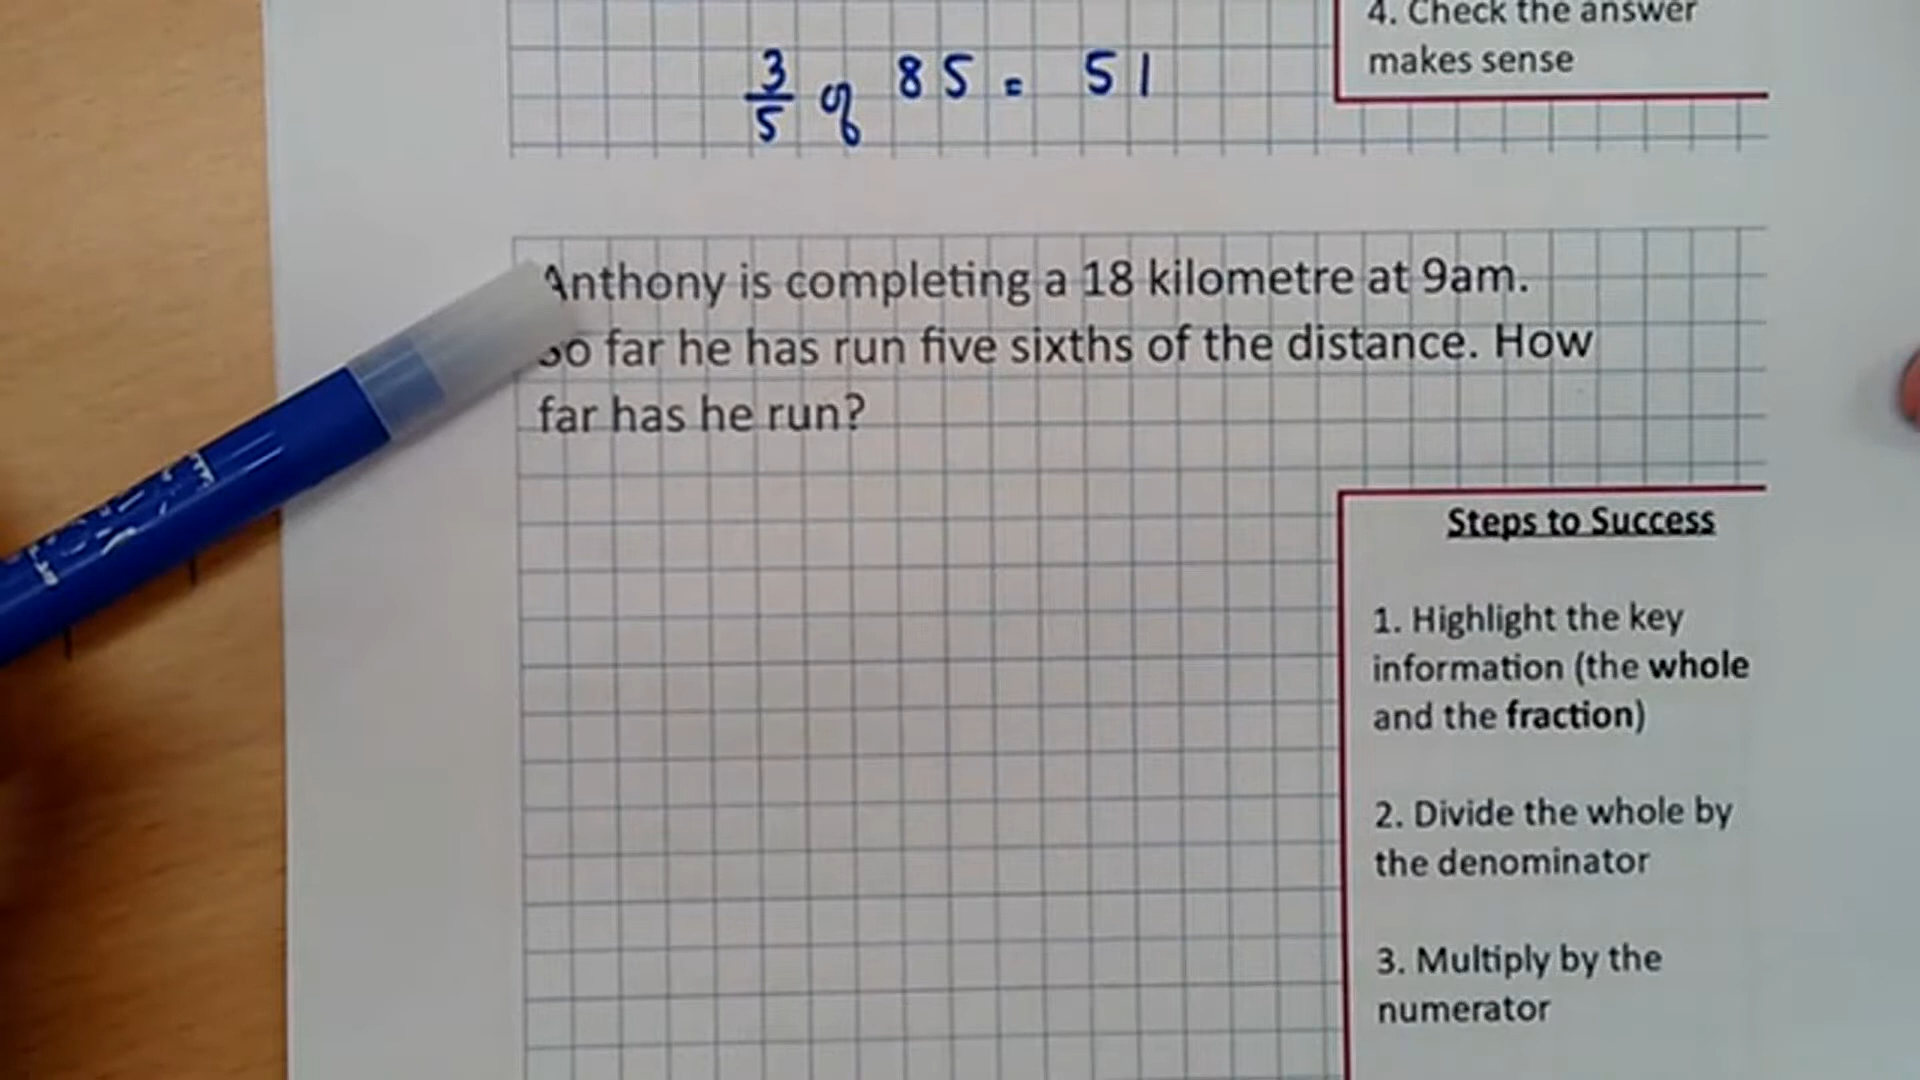 4. Check the answer
makes sense
3/5 of 85 = 51
Anthony is completing a 18 kilometre at 9am.
So far he has run five sixths of the distance. How
far has he run?
Steps to Success
1. Highlight the key
information (the whole
and the fraction)
2. Divide the whole by
the denominator
3. Multiply by the
numerator